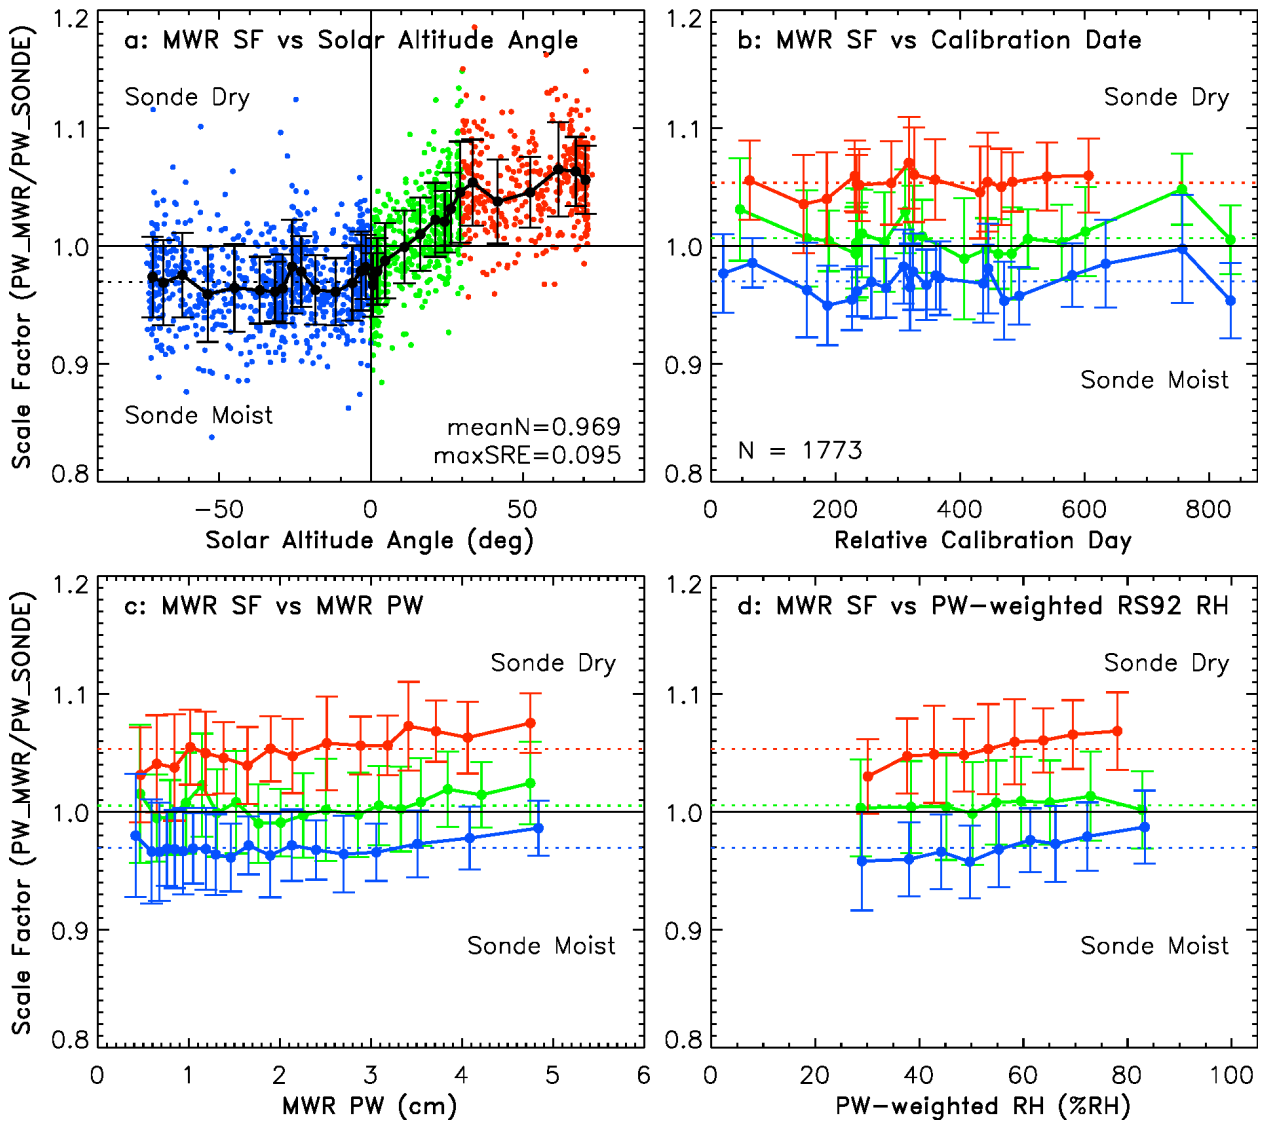 a: MWR SF vs Solar Altitude Angle
Sonde Dry
Sonde Moist
meanN=0.969
maxSRE=0.095
1.2
1.1
1.0
0.9
0.8
Scale Factor (PW_MWR/PW_SONDE)
−50
0
50
Solar Altitude Angle (deg)
b: MWR SF vs Calibration Date
Sonde Dry
Sonde Moist
N = 1773
1.2
1.1
1.0
0.9
0.8
0
200
400
600
800
Relative Calibration Day
c: MWR SF vs MWR PW
Sonde Dry
Sonde Moist
1.2
1.1
1.0
0.9
0.8
Scale Factor (PW_MWR/PW_SONDE)
0
1
2
3
4
5
6
MWR PW (cm)
d: MWR SF vs PW−weighted RS92 RH
Sonde Dry
Sonde Moist
1.2
1.1
1.0
0.9
0.8
0
20
40
60
80
100
PW−weighted RH (%RH)